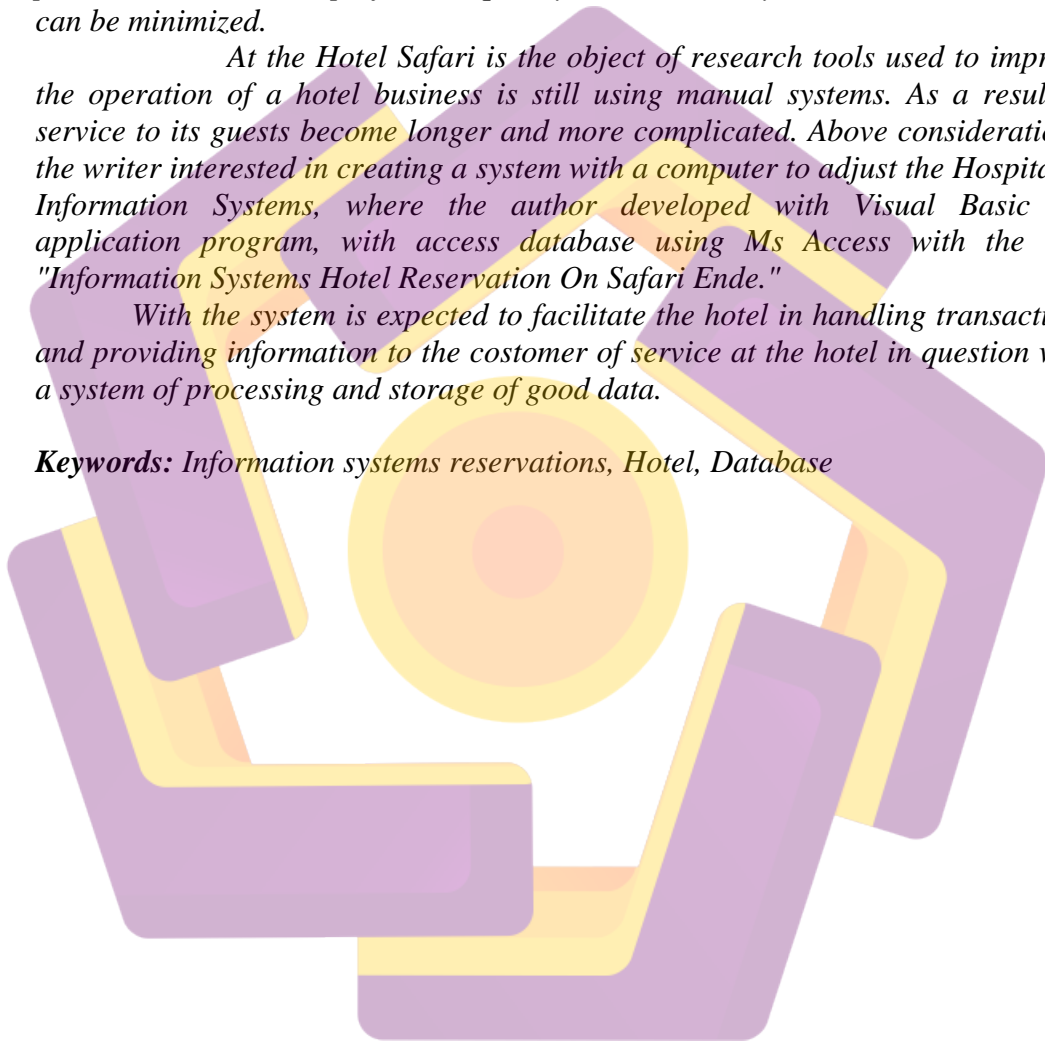 can be minimized.
At the Hotel Safari is the object of research tools used to impr
the operation of a hotel business is still using manual systems. As a resul
service to its guests become longer and more complicated. Above consideratio
the writer interested in creating a system with a computer to adjust the Hospita
Information Systems, where the author developed with Visual Basic
application program, with access database using Ms Access with the
"Information Systems Hotel Reservation On Safari Ende."
With the system is expected to facilitate the hotel in handling transacti
and providing information to the costomer of service at the hotel in question w
a system of processing and storage of good data.
Keywords: Information systems reservations, Hotel, Database